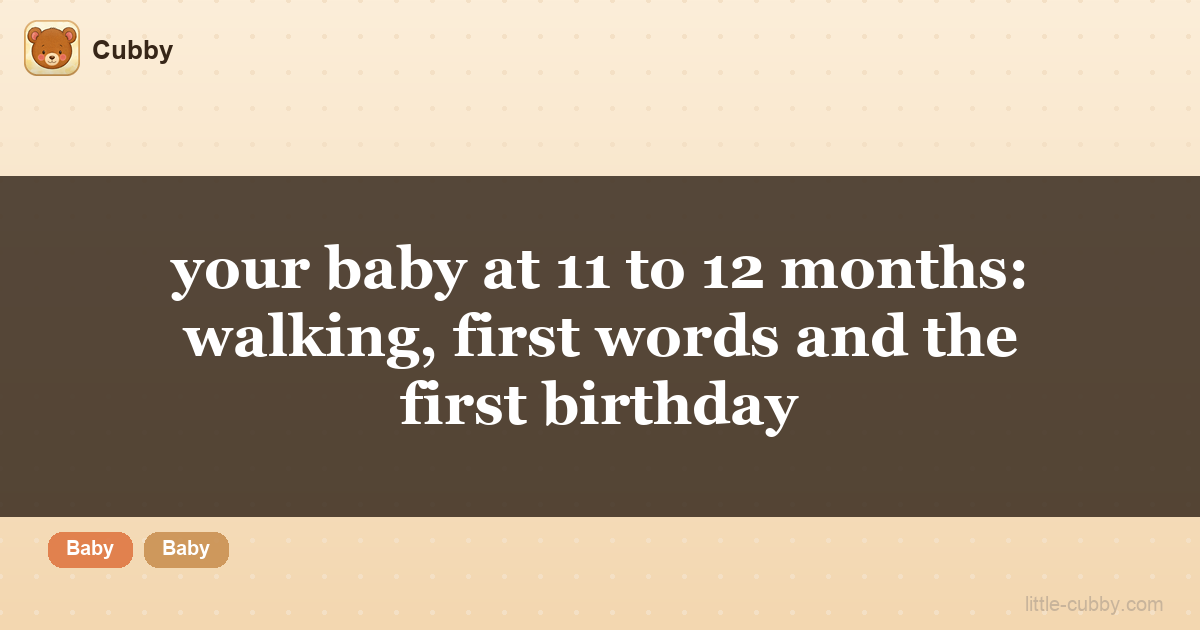 Cubby
your baby at 11 to 12 months:
walking, first words and the
first birthday
Baby
Baby
little-cubby.com